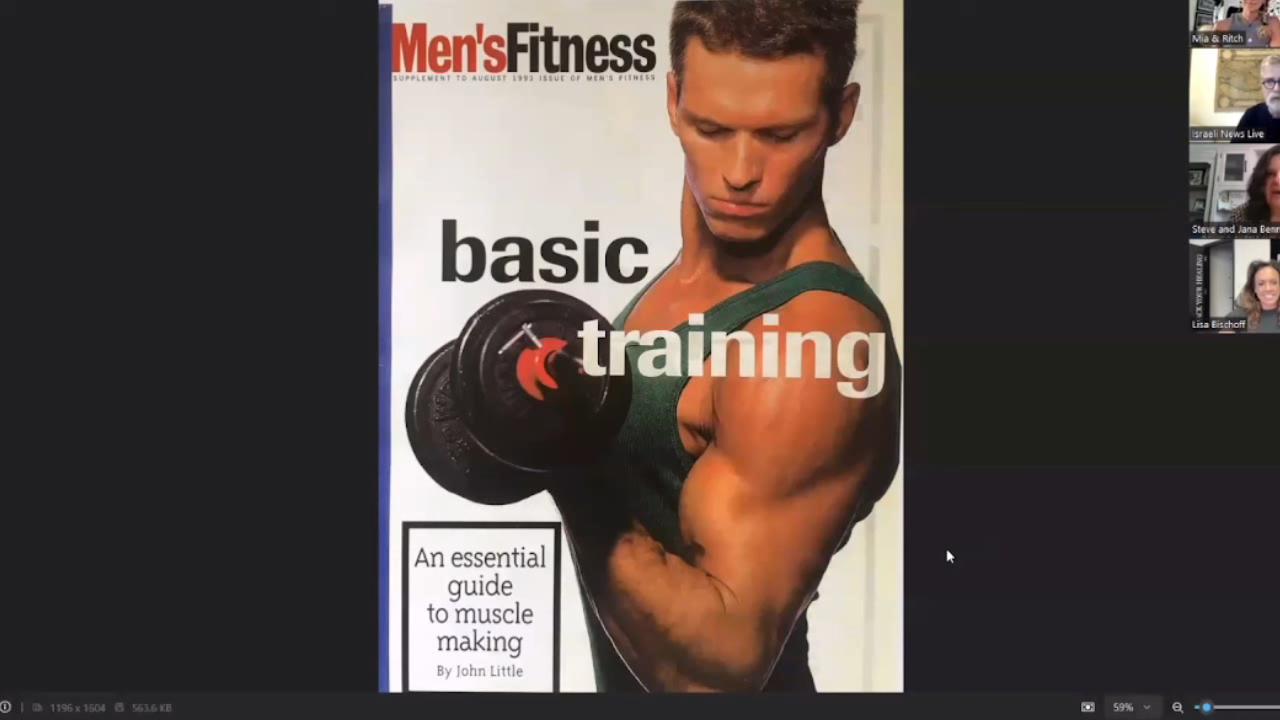 Men'sFitness
SUPPLEMENT TO AUGUST 1993 ISSUE OF MEN'S FITNESS
basic
training
An essential
guide
to muscle
making
By John Little
Mia & Ritch
Israeli News Live
Steve and Jana Benn
Lisa Bischoff
1196 x 1604
563.6 KB
59%